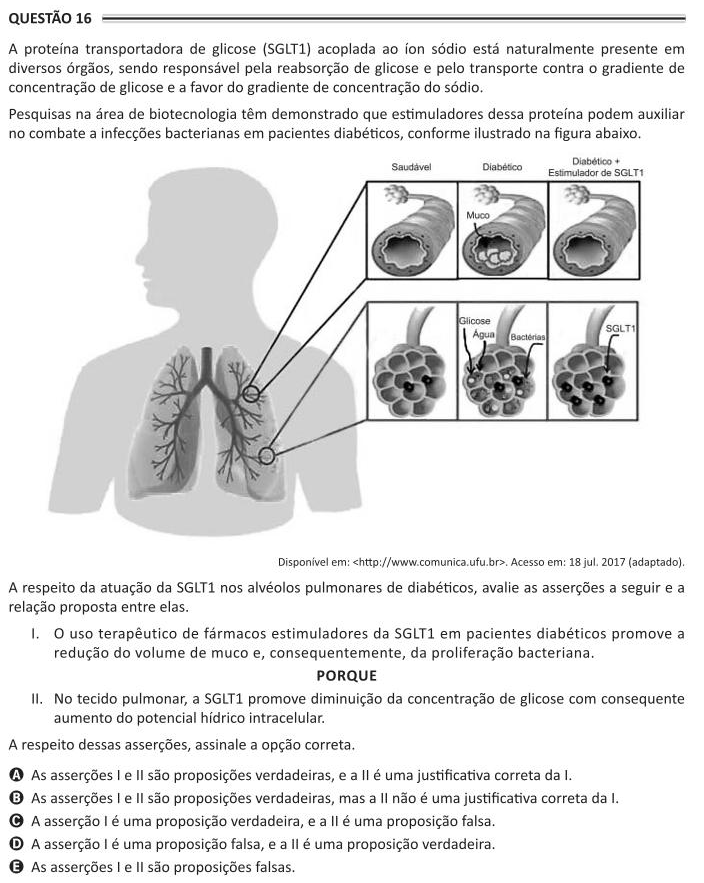 QUESTÃO 16
A proteína transportadora de glicose (SGLT1) acoplada ao íon sódio está naturalmente presente em
diversos órgãos, sendo responsável pela reabsorção de glicose e pelo transporte contra o gradiente de
concentração de glicose e a favor do gradiente de concentração do sódio.
Pesquisas na área de biotecnologia têm demonstrado que estimuladores dessa proteína podem auxiliar
no combate a infecções bacterianas em pacientes diabéticos, conforme ilustrado na figura abaixo.
Saudável
Diabético
Diabético +
Estimulador de SGLT1
Muco
Glicose
Água
Bactérias
SGLT1
Disponível em: <http://www.comunica.ufu.br>. Acesso em: 18 jul. 2017 (adaptado).
A respeito da atuação da SGLT1 nos alvéolos pulmonares de diabéticos, avalie as asserções a seguir e a
relação proposta entre elas.
I. O uso terapêutico de fármacos estimuladores da SGLT1 em pacientes diabéticos promove a
redução do volume de muco e, consequentemente, da proliferação bacteriana.
PORQUE
II. No tecido pulmonar, a SGLT1 promove diminuição da concentração de glicose com consequente
aumento do potencial hídrico intracelular.
A respeito dessas asserções, assinale a opção correta.
A As asserções I e II são proposições verdadeiras, e a II é uma justificativa correta da I.
B As asserções I e II são proposições verdadeiras, mas a II não é uma justificativa correta da I.
C A asserção I é uma proposição verdadeira, e a II é uma proposição falsa.
D A asserção I é uma proposição falsa, e a II é uma proposição verdadeira.
E As asserções I e II são proposições falsas.